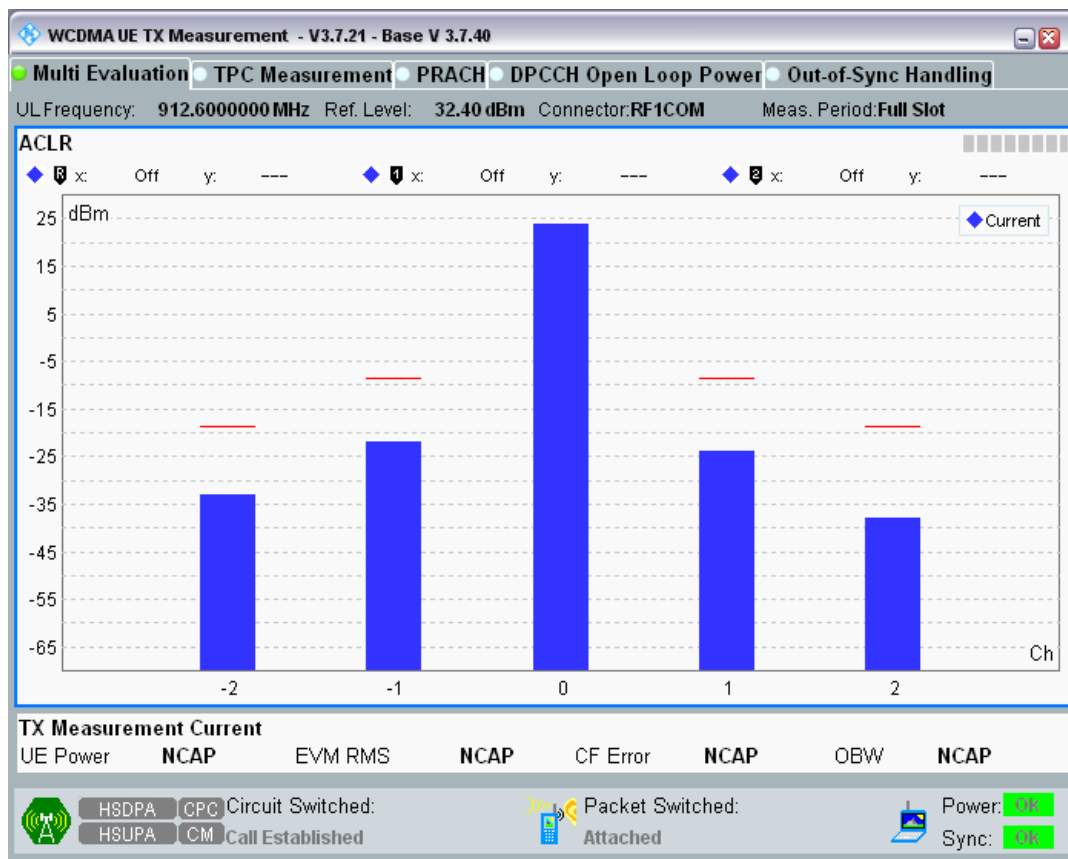 WCDMA UE TX Measurement - V3.7.21 - Base V 3.7.40
Multi Evaluation TPC Measurement PRACH DPCCH Open Loop Power Out-of-Sync Handling
UL Frequency: 912.6000000 MHz Ref. Level: 32.40 dBm Connector: RF1COM Meas. Period: Full Slot
ACLR
R x: Off y: --- 1 x: Off y: --- 2 x: Off y: ---
dBm
Current
25
15
5
-5
-15
-25
-35
-45
-55
-65
Ch
-2 -1 0 1 2
TX Measurement Current
UE Power NCAP EVM RMS NCAP CF Error NCAP OBW NCAP
HSDPA CPC Circuit Switched: Packet Switched: Power: Ok
HSUPA CM Call Established Attached Sync: Ok